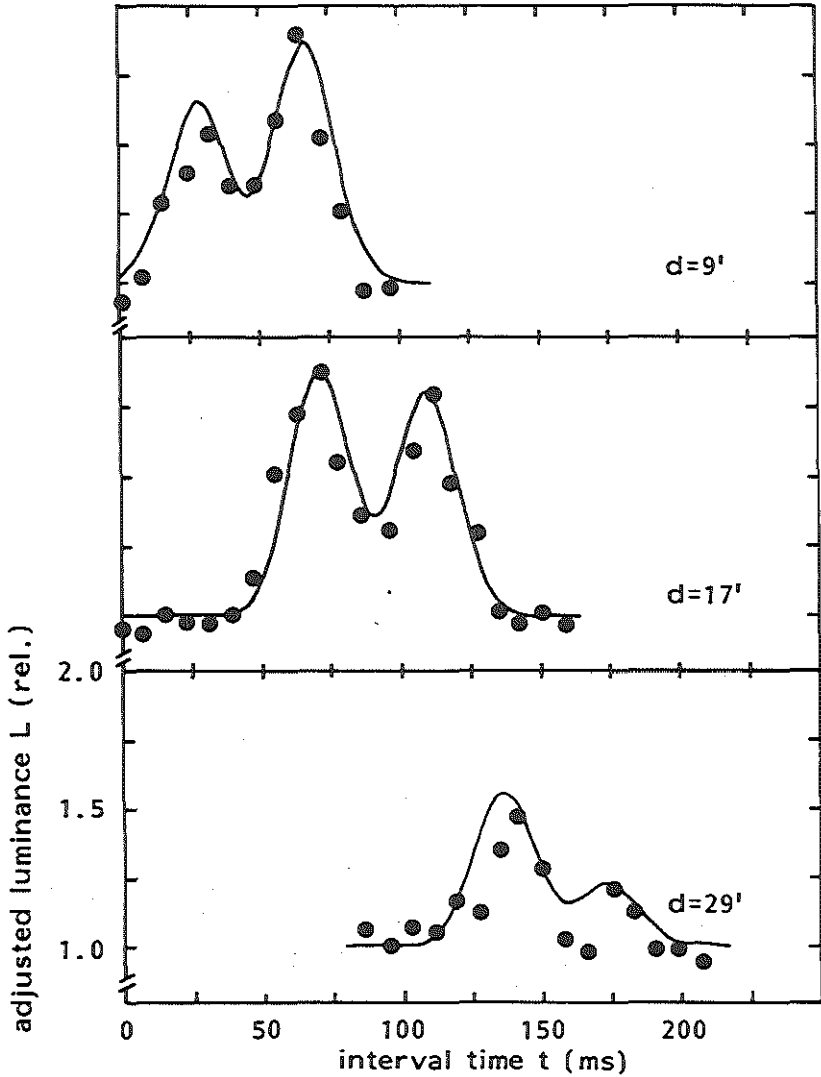 d=9'
d=17'
adjusted luminance L (rel.)
2.0
1.5
d=29'
1.0
0 50 100 150 200
interval time t (ms)